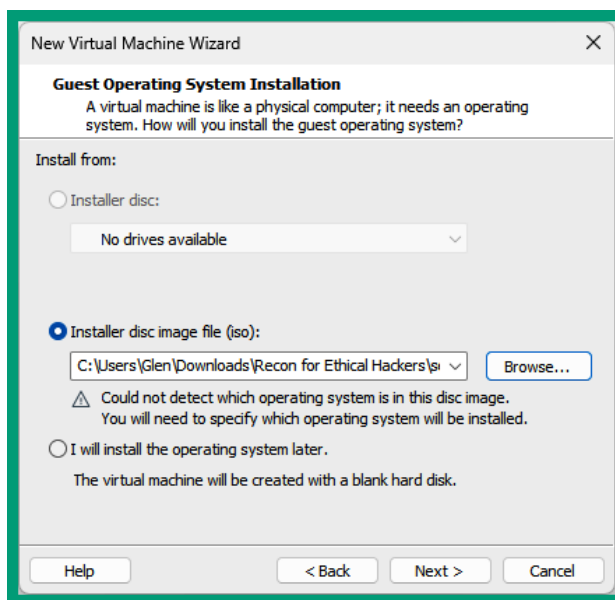 New Virtual Machine Wizard
Guest Operating System Installation
A virtual machine is like a physical computer; it needs an operating
system. How will you install the guest operating system?
Install from:
Installer disc:
No drives available
Installer disc image file (iso):
C:\Users\Glen\Downloads\Recon for Ethical Hackers\ Browse...
Could not detect which operating system is in this disc image.
You will need to specify which operating system will be installed.
I will install the operating system later.
The virtual machine will be created with a blank hard disk.
Help < Back Next > Cancel